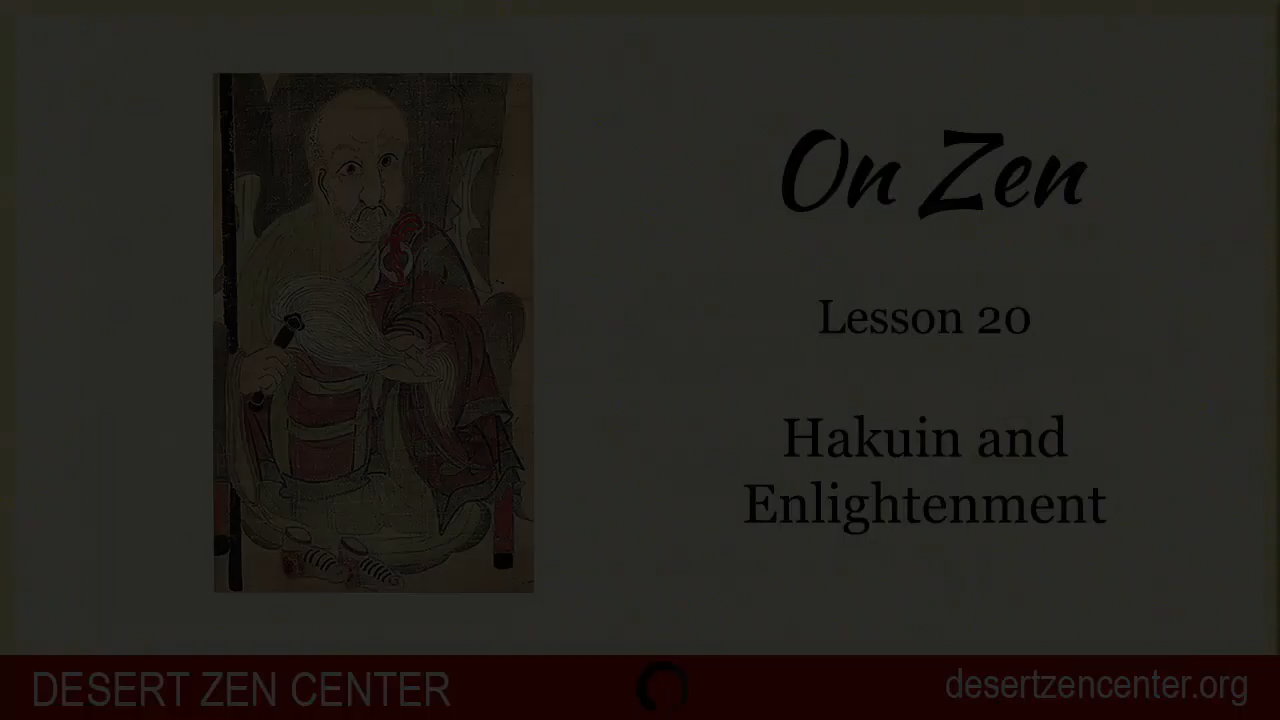 On Zen
Lesson 20
Hakuin and
Enlightenment
DESERT ZEN CENTER
desertzencenter.org